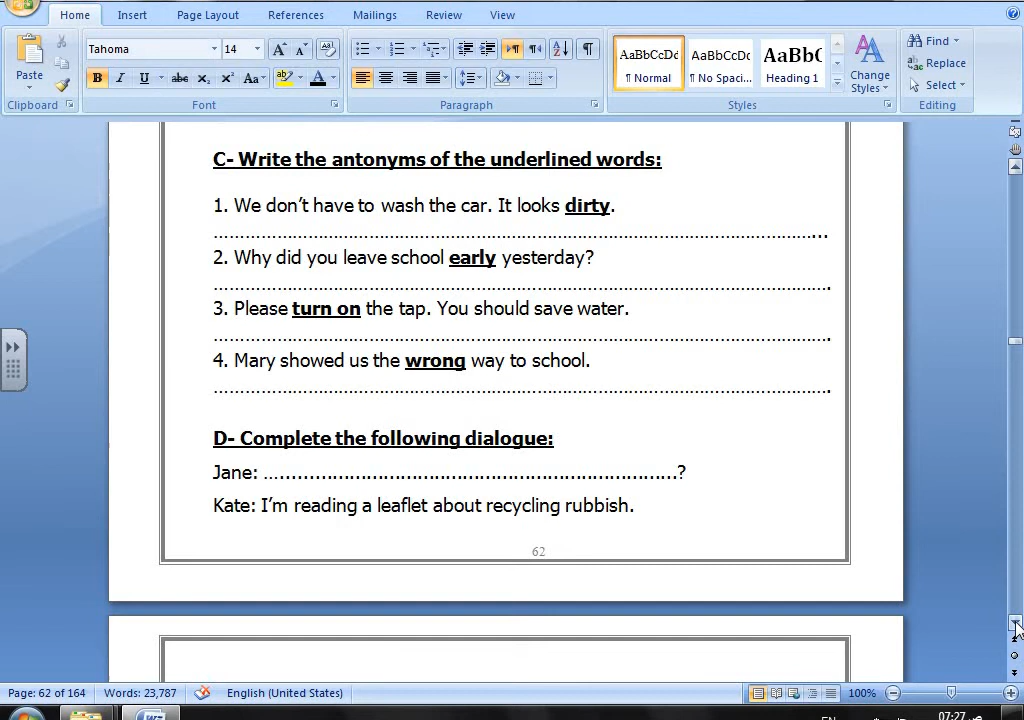 Home Insert Page Layout References Mailings Review View
Tahoma 14
AaBbCcDc AaBbCcDc AaBbC
Find
Paste
Replace
B I U abc x₂ x² Aa
¶ Normal ¶ No Spaci... Heading 1 Change Styles
Select
Clipboard Font Paragraph Styles Editing
C- Write the antonyms of the underlined words:
1. We don’t have to wash the car. It looks dirty.
2. Why did you leave school early yesterday?
3. Please turn on the tap. You should save water.
4. Mary showed us the wrong way to school.
D- Complete the following dialogue:
Jane: ….......................................................................?
Kate: I’m reading a leaflet about recycling rubbish.
62
Page: 62 of 164 Words: 23,787 English (United States) 100%
07:27